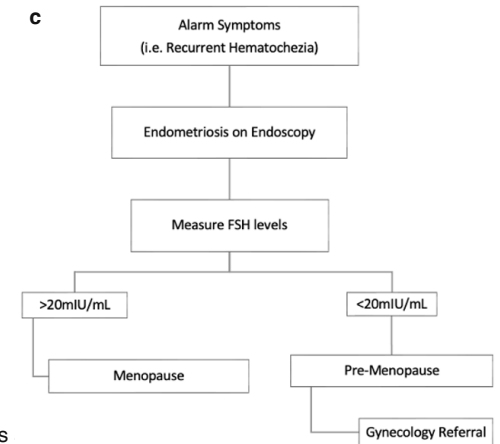 c
Alarm Symptoms
(i.e. Recurrent Hematochezia)
Endometriosis on Endoscopy
Measure FSH levels
>20mIU/mL
<20mIU/mL
Menopause
Pre-Menopause
Gynecology Referral
s